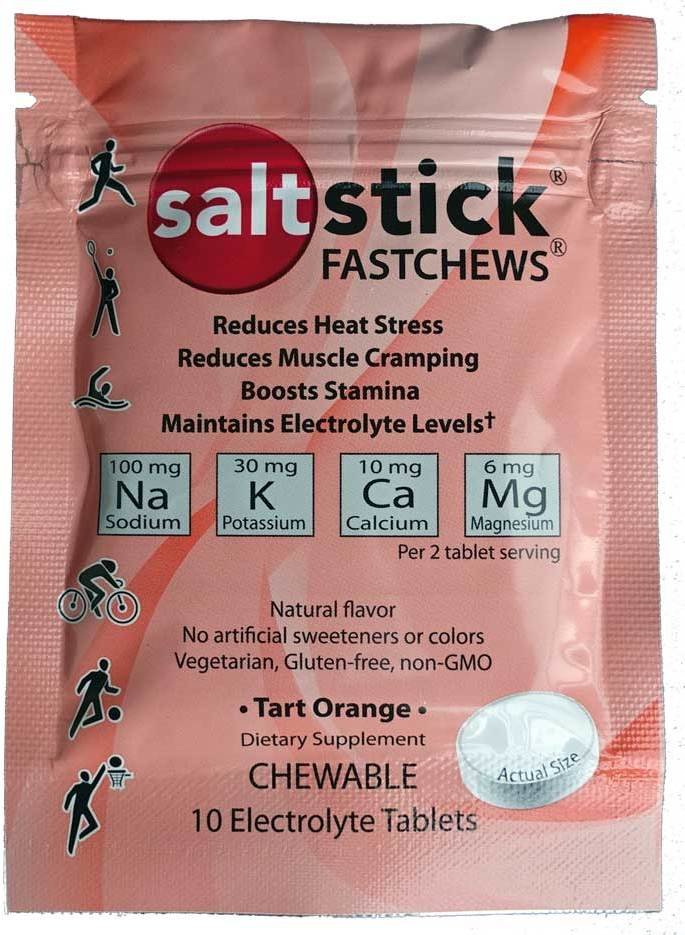 saltstick®
FASTCHEWS®
Reduces Heat Stress
Reduces Muscle Cramping
Boosts Stamina
Maintains Electrolyte Levels†
100 mg
Na
Sodium
30 mg
K
Potassium
10 mg
Ca
Calcium
6 mg
Mg
Magnesium
Per 2 tablet serving
Natural flavor
No artificial sweeteners or colors
Vegetarian, Gluten-free, non-GMO
• Tart Orange •
Dietary Supplement
CHEWABLE
10 Electrolyte Tablets
Actual Size